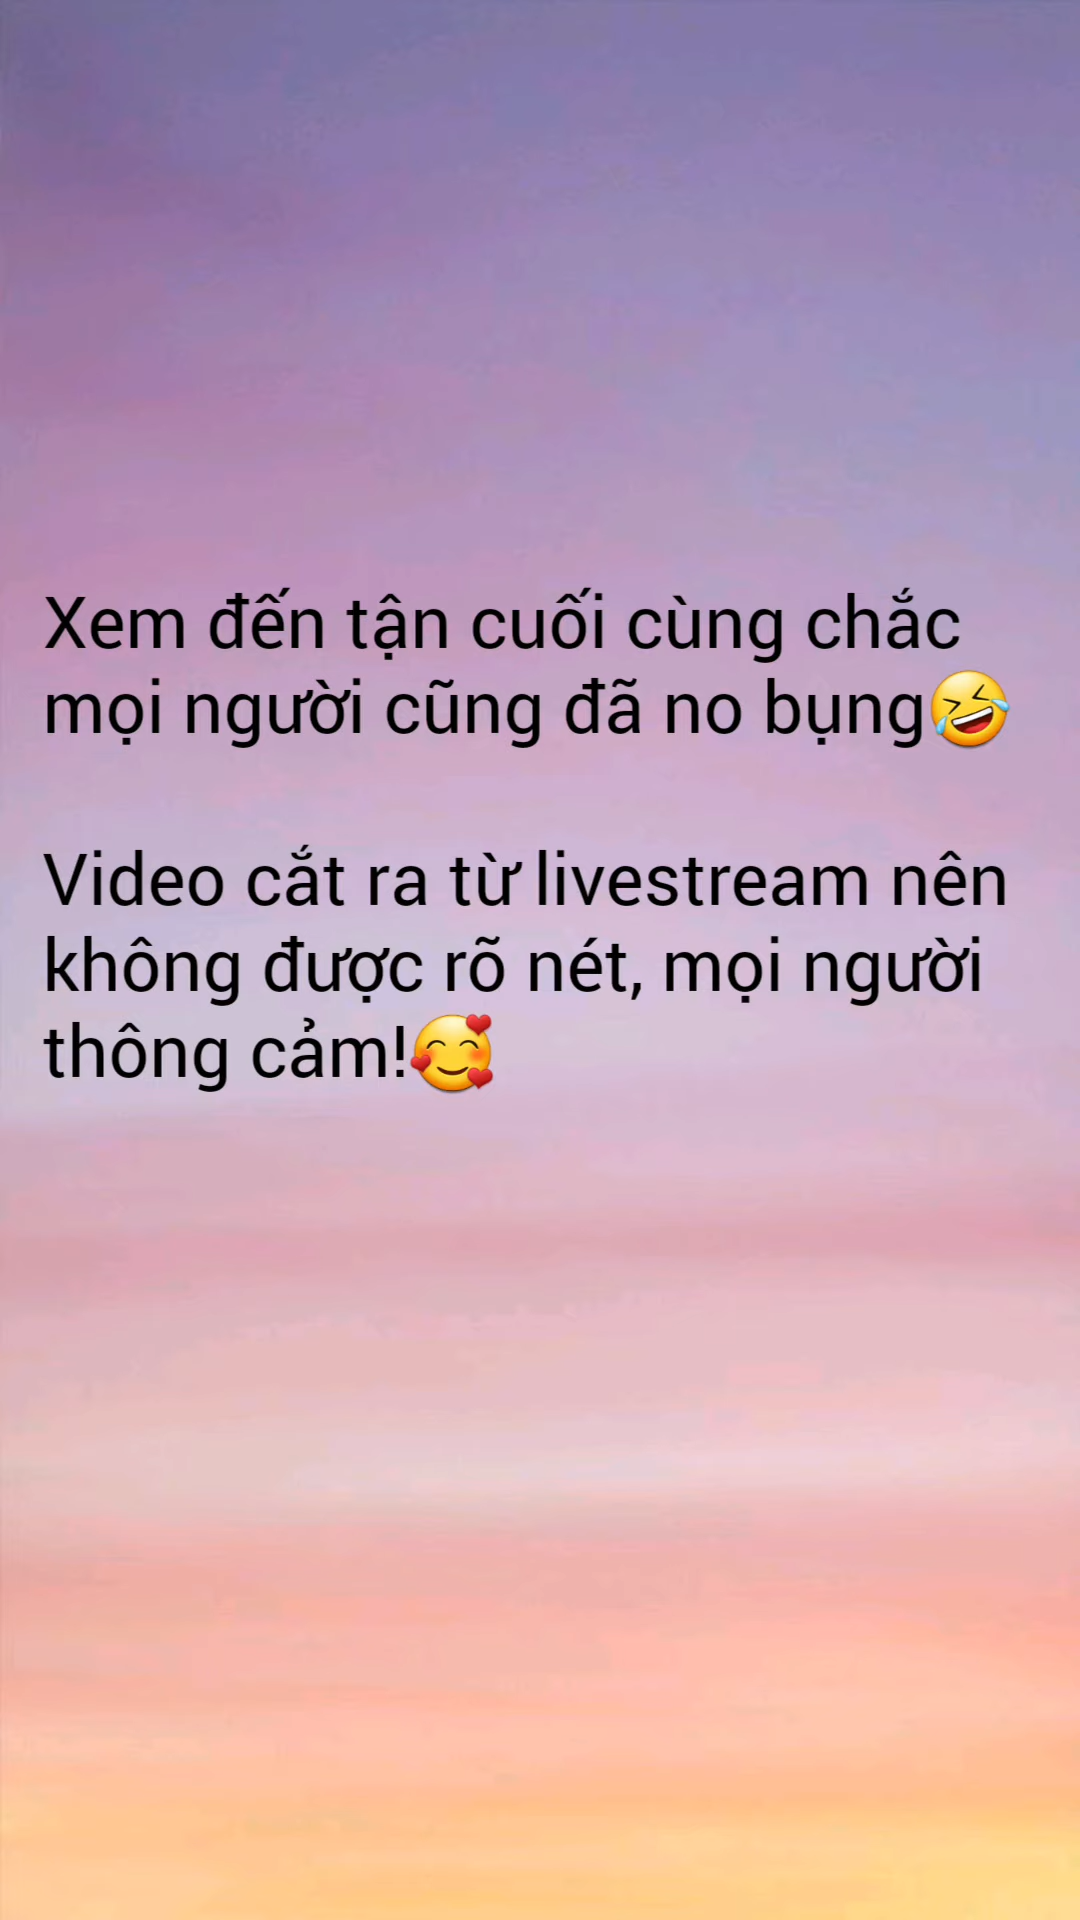 Xem đến tận cuối cùng chắc
mọi người cũng đã no bụng🤣
Video cắt ra từ livestream nên
không được rõ nét, mọi người
thông cảm!🥰